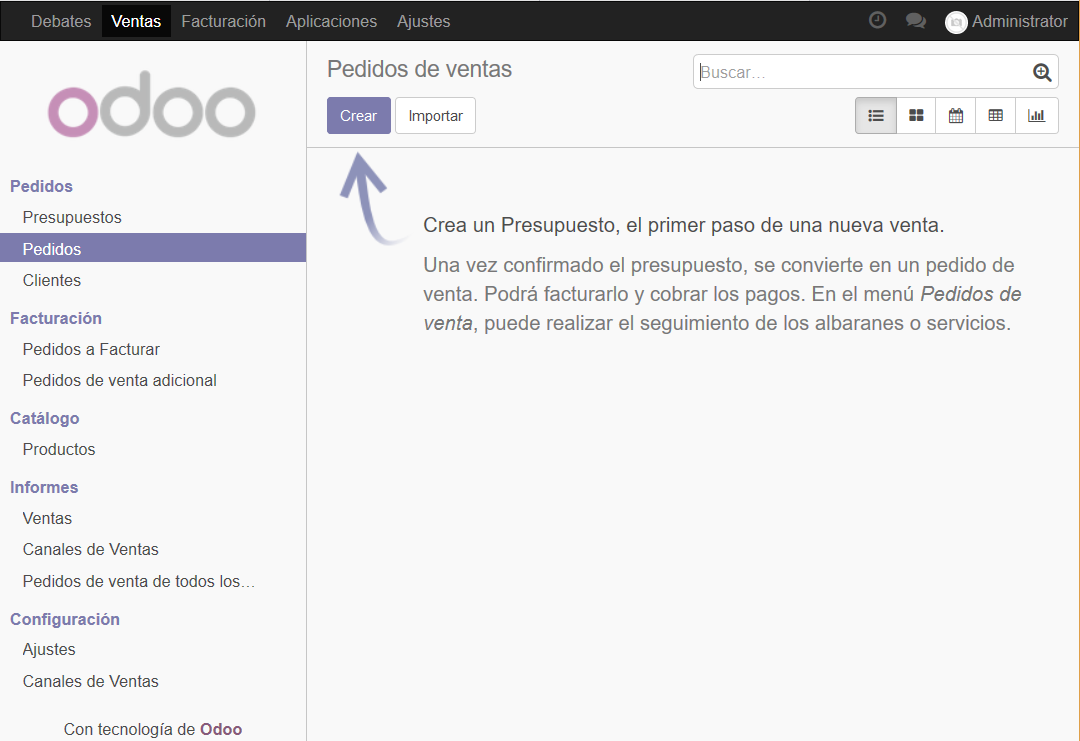 Debates Ventas Facturación Aplicaciones Ajustes Administrator
odoo
Pedidos
Presupuestos
Pedidos
Clientes
Facturación
Pedidos a Facturar
Pedidos de venta adicional
Catálogo
Productos
Informes
Ventas
Canales de Ventas
Pedidos de venta de todos los…
Configuración
Ajustes
Canales de Ventas
Con tecnología de Odoo
Pedidos de ventas
Buscar...
Crear Importar
Crea un Presupuesto, el primer paso de una nueva venta.
Una vez confirmado el presupuesto, se convierte en un pedido de
venta. Podrá facturarlo y cobrar los pagos. En el menú Pedidos de
venta, puede realizar el seguimiento de los albaranes o servicios.